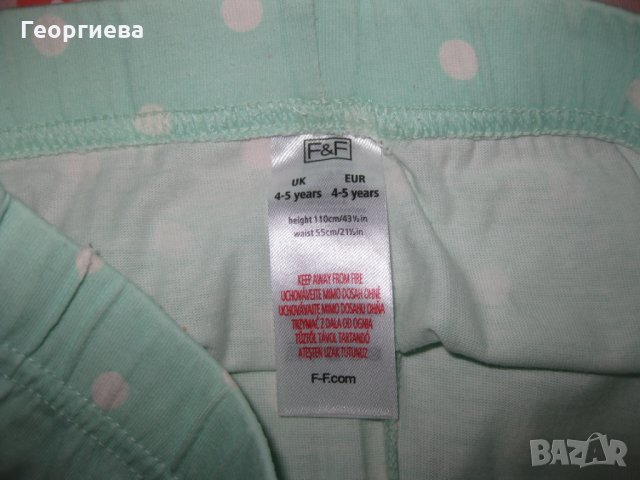 Георгиева
F&F
UK EUR
4-5 years 4-5 years
height 110cm/43½in
waist 55cm/21½in
KEEP AWAY FROM FIRE
UCHOVÁVEJTE MIMO DOSAH OHNĚ
UCHOVÁVAJTE MIMO DOSAHU OHŇA
TRZYMAĆ Z DALA OD OGNIA
TŰZTŐL TÁVOL TARTANDÓ
ATEŞTEN UZAK TUTUNUZ
F-F.com
BAZAR